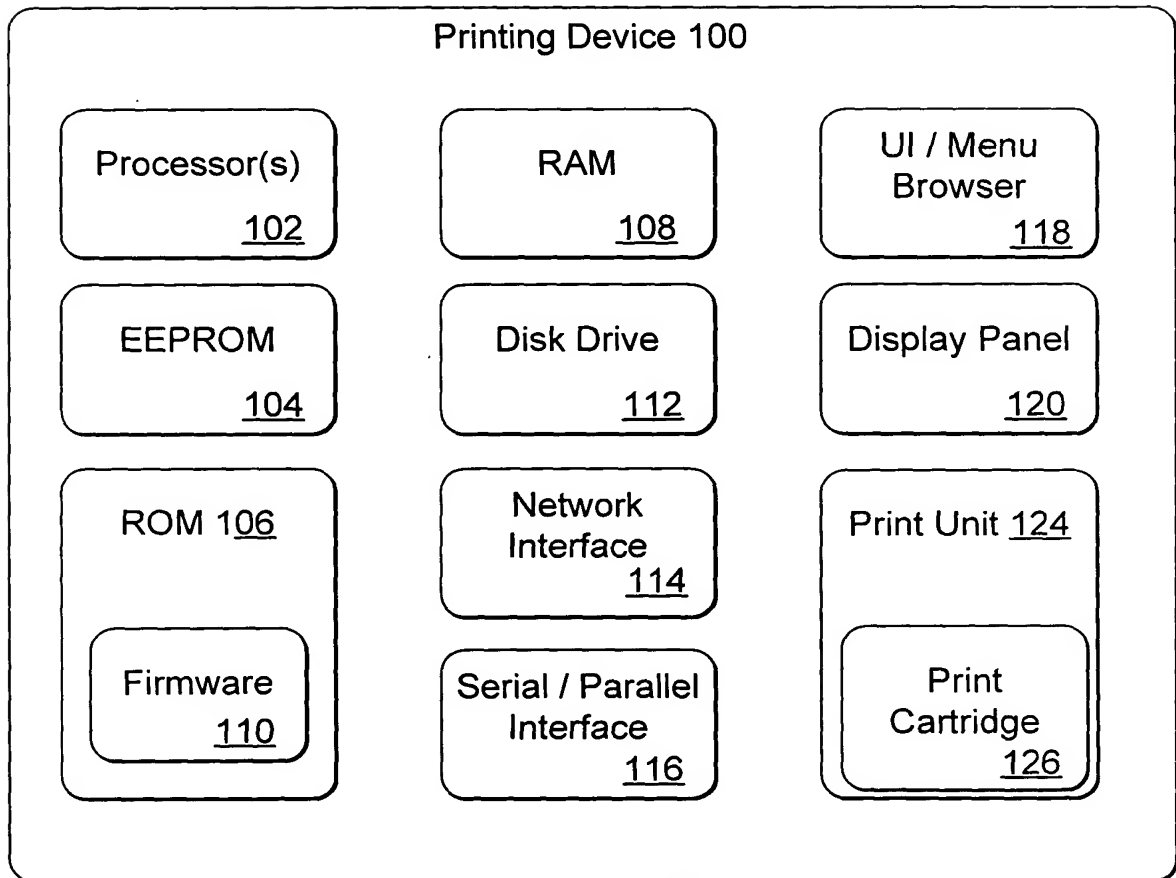 Printing Device 100
Processor(s)
102
RAM
108
UI / Menu
Browser
118
EEPROM
104
Disk Drive
112
Display Panel
120
ROM 106
Firmware
110
Network
Interface
114
Serial / Parallel
Interface
116
Print Unit 124
Print
Cartridge
126